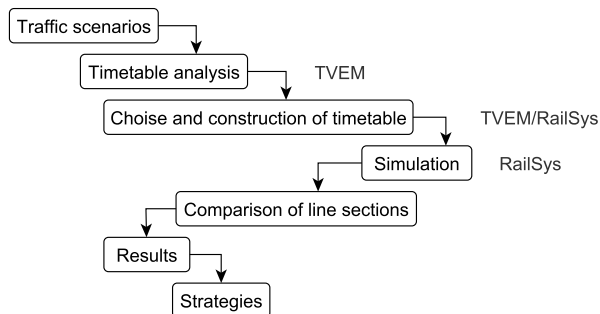 Traffic scenarios
Timetable analysis
TVEM
Choise and construction of timetable
TVEM/RailSys
Simulation
RailSys
Comparison of line sections
Results
Strategies